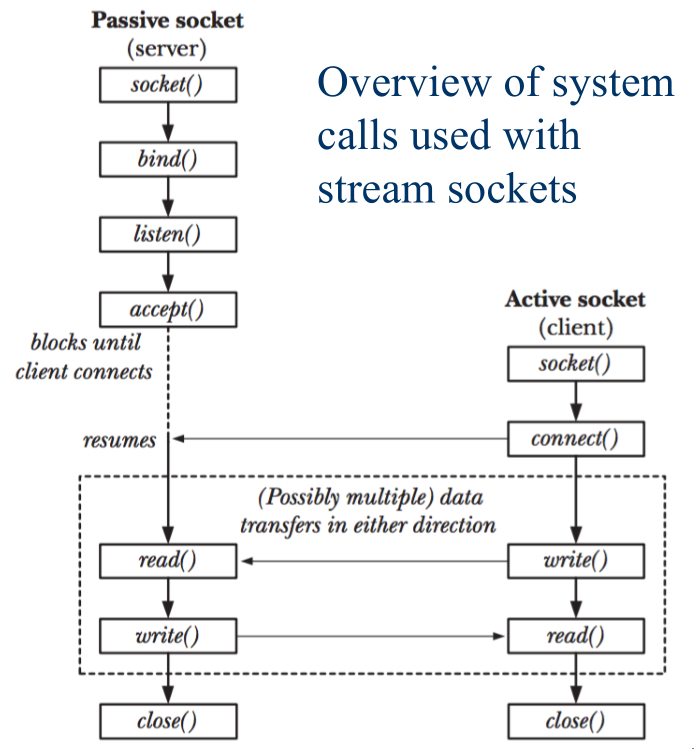 Passive socket
(server)
socket()
bind()
listen()
accept()
blocks until
client connects
resumes
Overview of system
calls used with
stream sockets
Active socket
(client)
socket()
connect()
(Possibly multiple) data
transfers in either direction
read()
write()
write()
read()
close()
close()